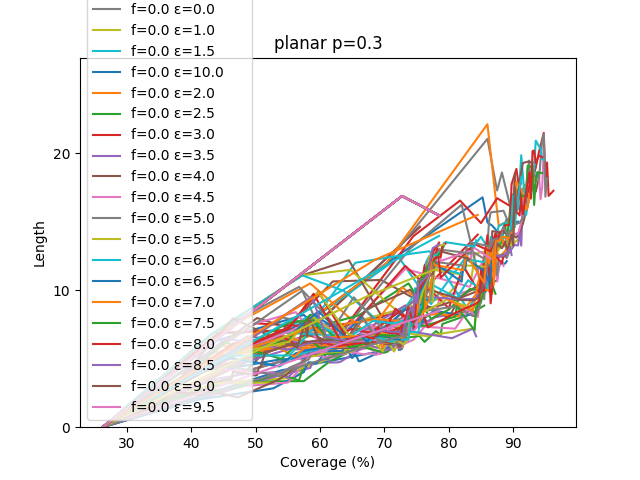 f=0.0 ε=0.0
f=0.0 ε=1.0
f=0.0 ε=1.5
f=0.0 ε=10.0
f=0.0 ε=2.0
f=0.0 ε=2.5
f=0.0 ε=3.0
f=0.0 ε=3.5
f=0.0 ε=4.0
f=0.0 ε=4.5
f=0.0 ε=5.0
f=0.0 ε=5.5
f=0.0 ε=6.0
f=0.0 ε=6.5
f=0.0 ε=7.0
f=0.0 ε=7.5
f=0.0 ε=8.0
f=0.0 ε=8.5
f=0.0 ε=9.0
f=0.0 ε=9.5
planar p=0.3
Length
20
10
0
30 40 50 60 70 80 90
Coverage (%)